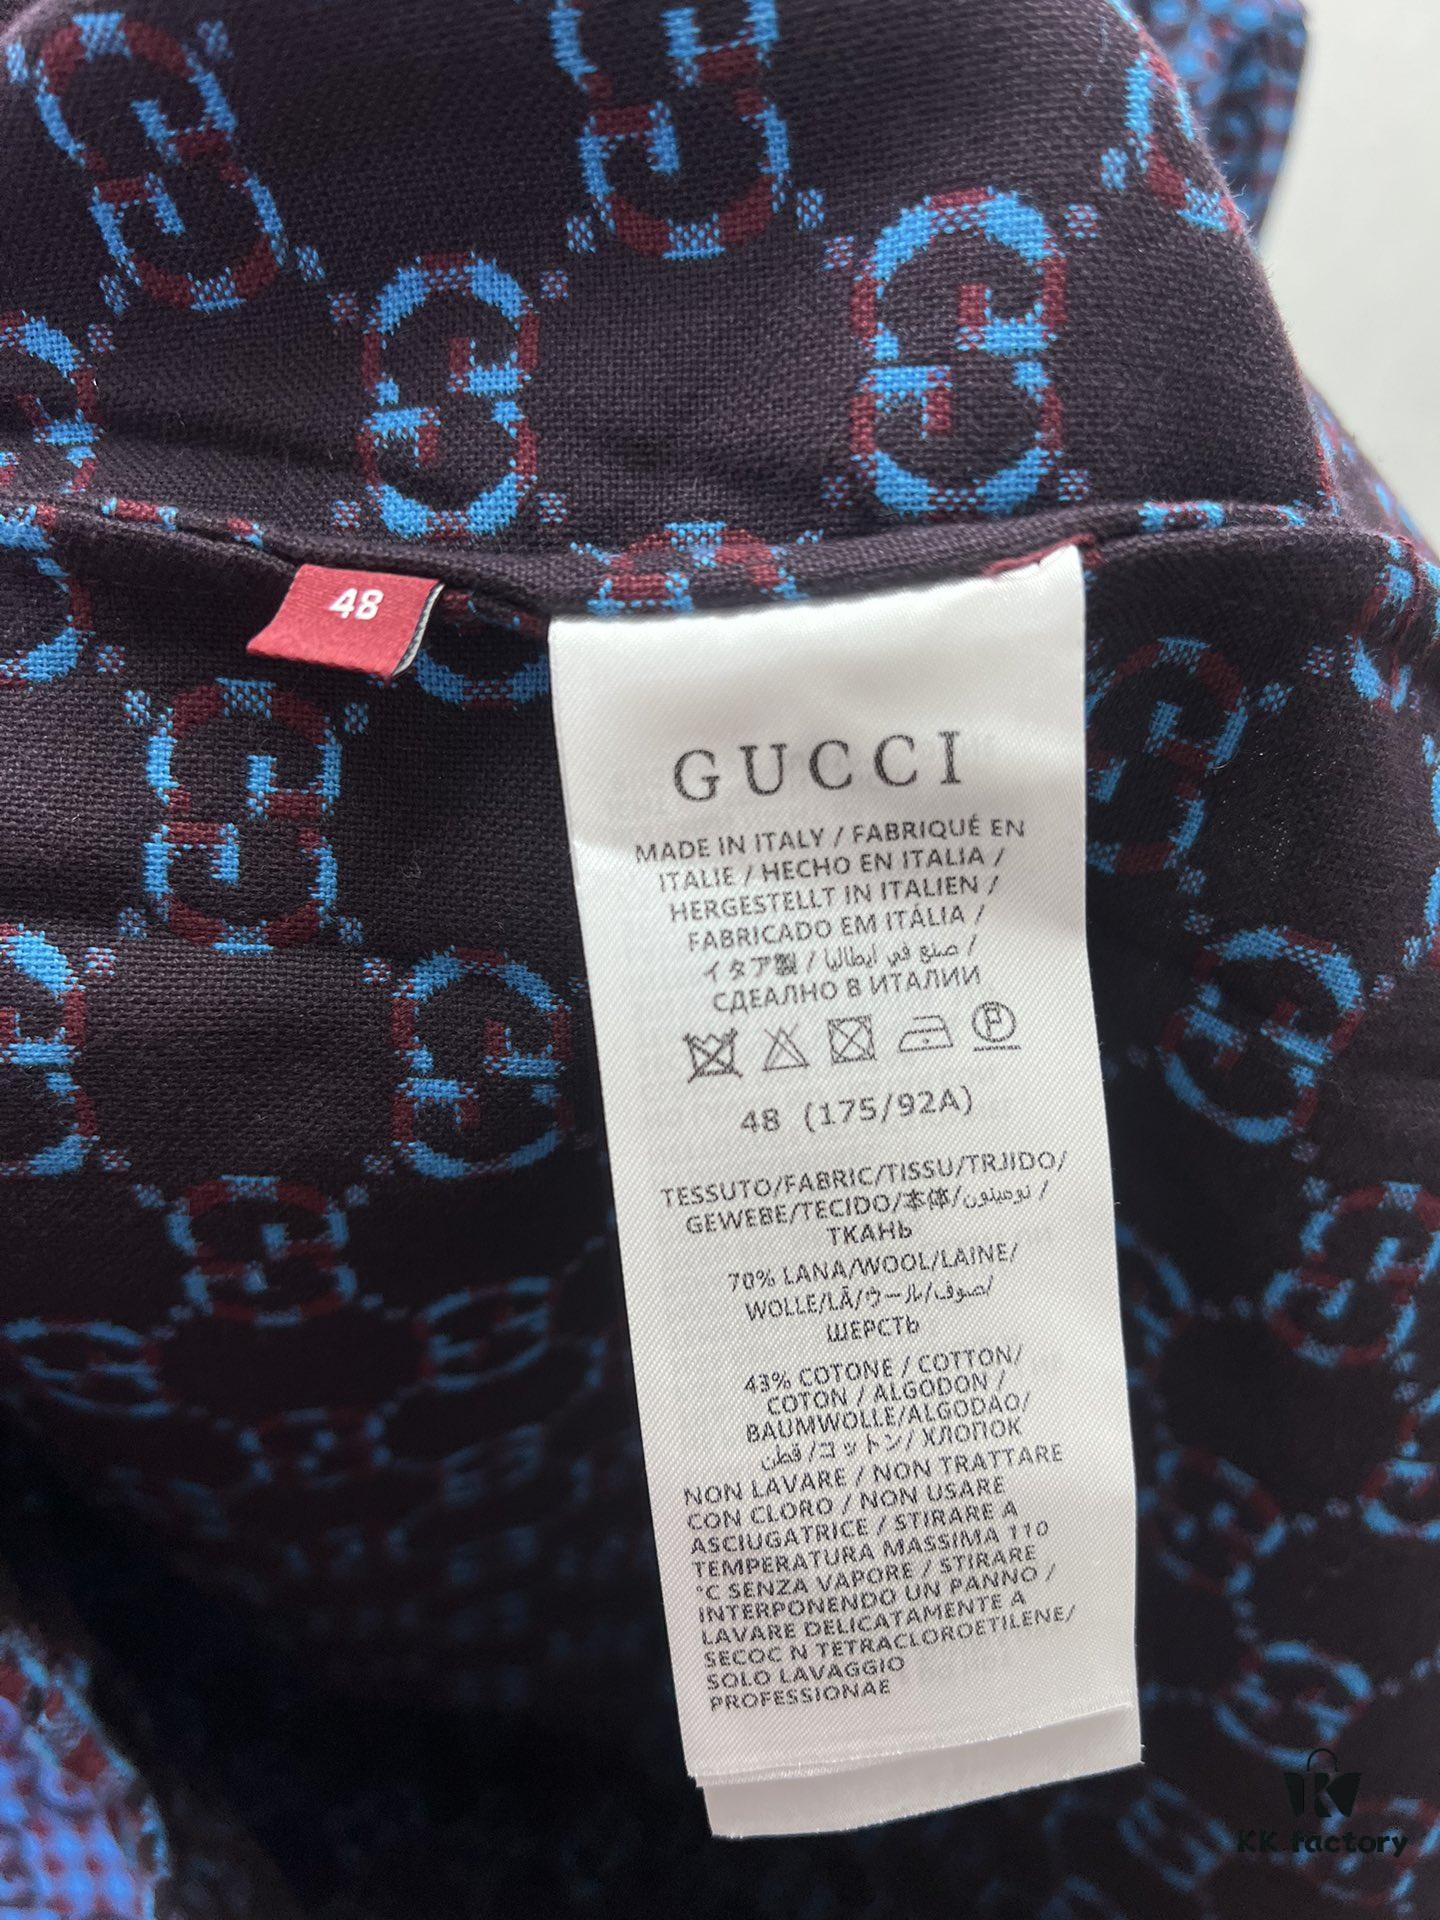 48
GUCCI
MADE IN ITALY / FABRIQUÉ EN
ITALIE / HECHO EN ITALIA /
HERGESTELLT IN ITALIEN /
FABRICADO EM ITÁLIA /
イタア製 / صنع في ايطاليا /
СДЕАЛНО В ИТАЛИИ
P
48 (175/92A)
TESSUTO/FABRIC/TISSU/TRJIDO/
GEWEBE/TECIDO/本体/
ТКАНЬ
70% LANA/WOOL/LAINE/
WOLLE/LÃ/ウール/صوف/
ШЕРСТЬ
43% COTONE / COTTON/
COTON / ALGODON /
BAUMWOLLE/ALGODAO/
قطن/コットン/ ХЛОПОК
NON LAVARE / NON TRATTARE
CON CLORO / NON USARE
ASCIUGATRICE / STIRARE A
TEMPERATURA MASSIMA 110
°C SENZA VAPORE / STIRARE
INTERPONENDO UN PANNO /
LAVARE DELICATAMENTE A
SECOC N TETRACLOROETILENE/
SOLO LAVAGGIO
PROFESSIONAE
KK factory